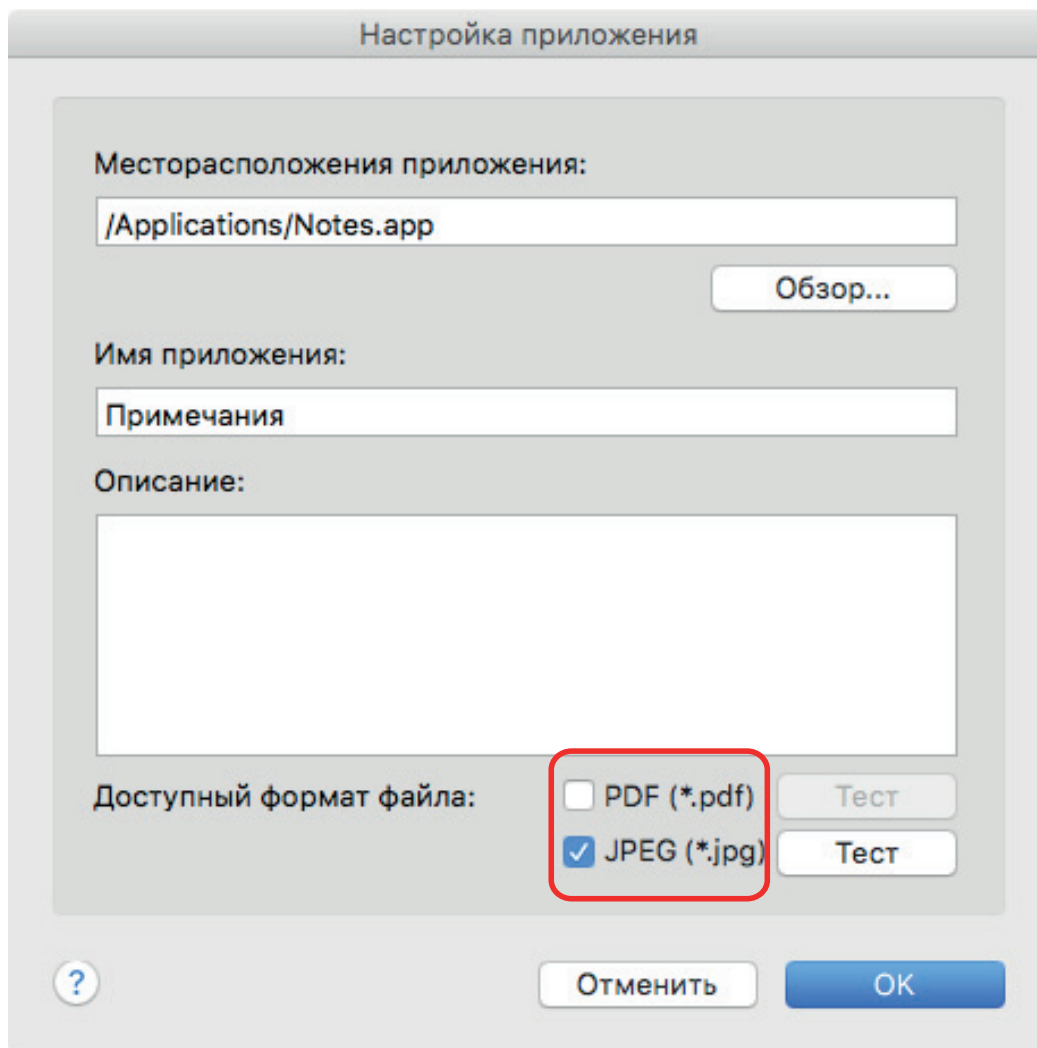 Настройка приложения
Месторасположения приложения:
/Applications/Notes.app
Обзор...
Имя приложения:
Примечания
Описание:
Доступный формат файла:
PDF (*.pdf)
Тест
JPEG (*.jpg)
Тест
?
Отменить
OK